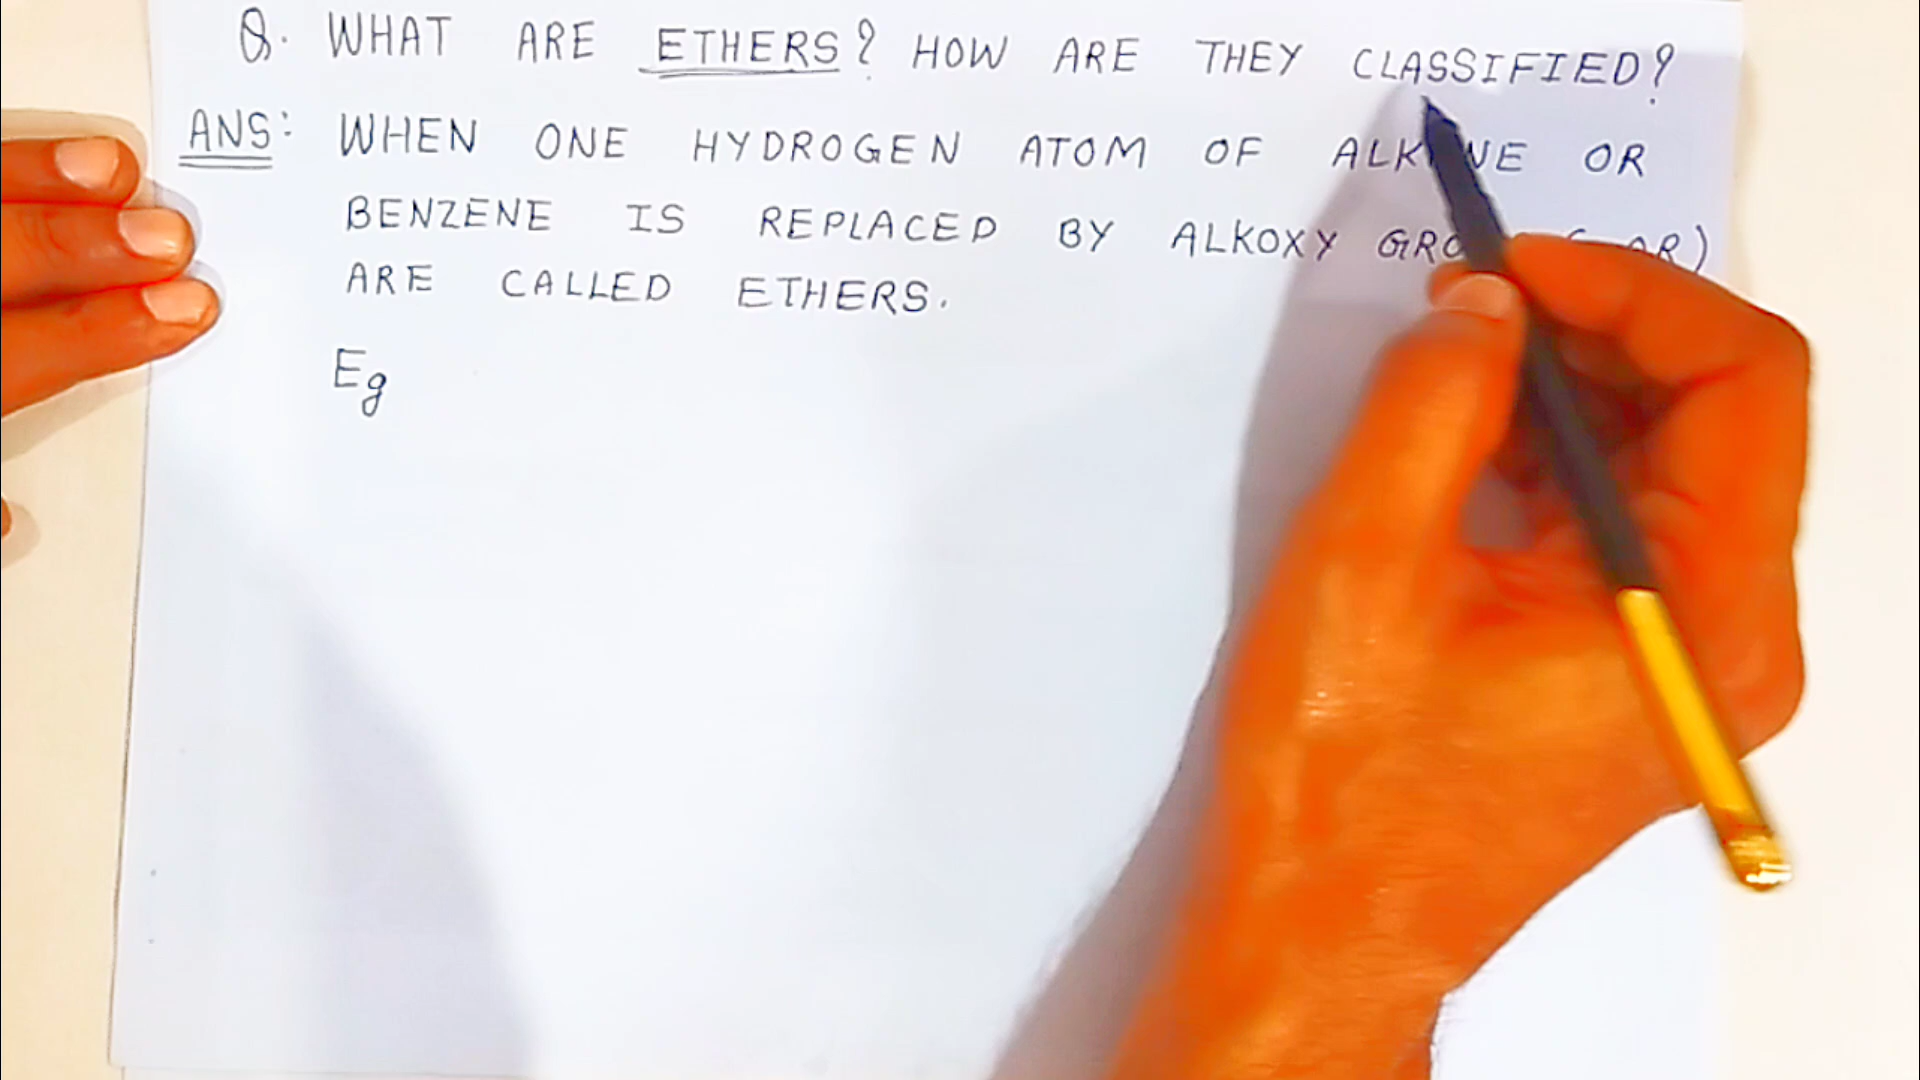 Q. WHAT ARE ETHERS? HOW ARE THEY CLASSIFIED?
ANS: WHEN ONE HYDROGEN ATOM OF OR
BENZENE IS REPLACED BY ALKOXY
ARE CALLED ETHERS.
Eg